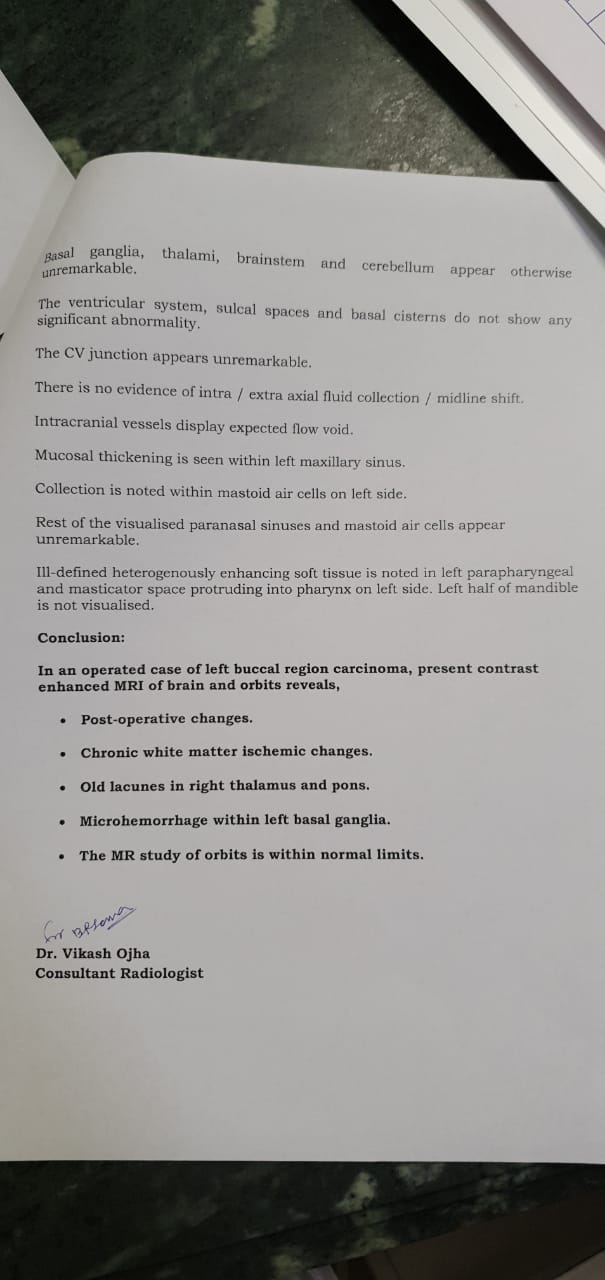 Basal ganglia, thalami, brainstem and cerebellum appear otherwise
unremarkable.
The ventricular system, sulcal spaces and basal cisterns do not show any
significant abnormality.
The CV junction appears unremarkable.
There is no evidence of intra / extra axial fluid collection / midline shift.
Intracranial vessels display expected flow void.
Mucosal thickening is seen within left maxillary sinus.
Collection is noted within mastoid air cells on left side.
Rest of the visualised paranasal sinuses and mastoid air cells appear
unremarkable.
Ill-defined heterogenously enhancing soft tissue is noted in left parapharyngeal
and masticator space protruding into pharynx on left side. Left half of mandible
is not visualised.
Conclusion:
In an operated case of left buccal region carcinoma, present contrast
enhanced MRI of brain and orbits reveals,
• Post-operative changes.
• Chronic white matter ischemic changes.
• Old lacunes in right thalamus and pons.
• Microhemorrhage within left basal ganglia.
• The MR study of orbits is within normal limits.
Dr. Vikash Ojha
Consultant Radiologist